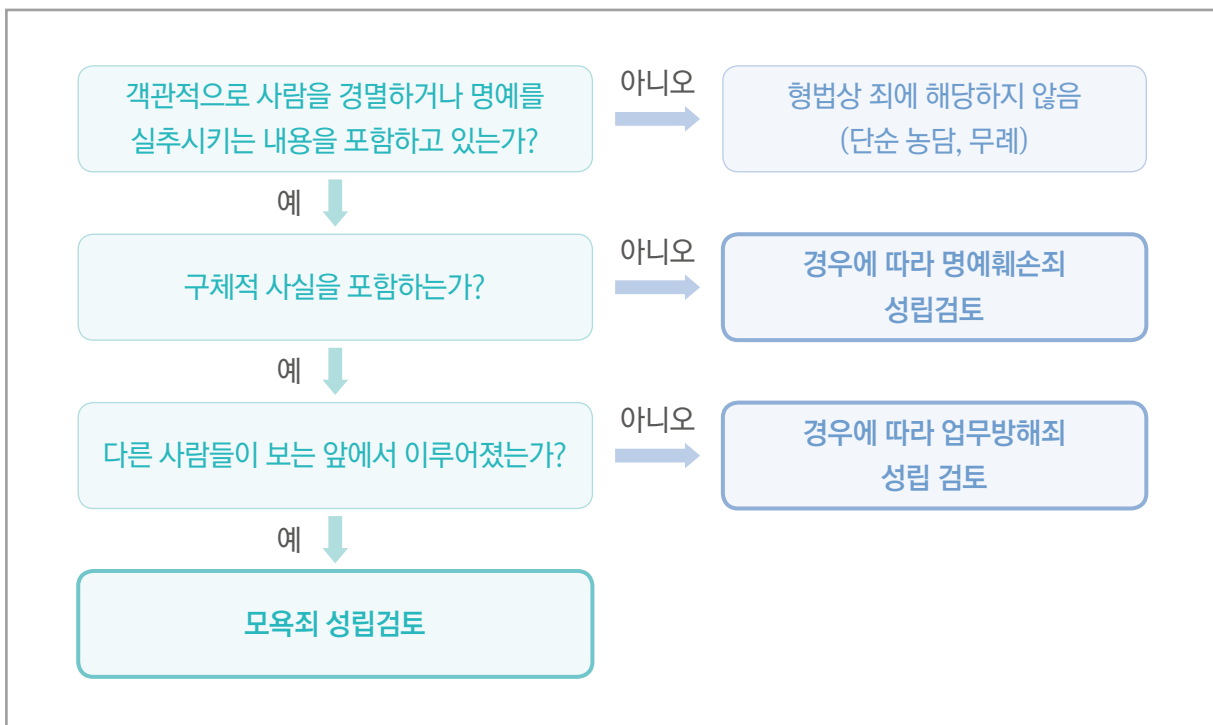 객관적으로 사람을 경멸하거나 명예를
실추시키는 내용을 포함하고 있는가?
아니오
형법상 죄에 해당하지 않음
(단순 농담, 무례)
예
구체적 사실을 포함하는가?
아니오
경우에 따라 명예훼손죄
성립검토
예
다른 사람들이 보는 앞에서 이루어졌는가?
아니오
경우에 따라 업무방해죄
성립 검토
예
모욕죄 성립검토